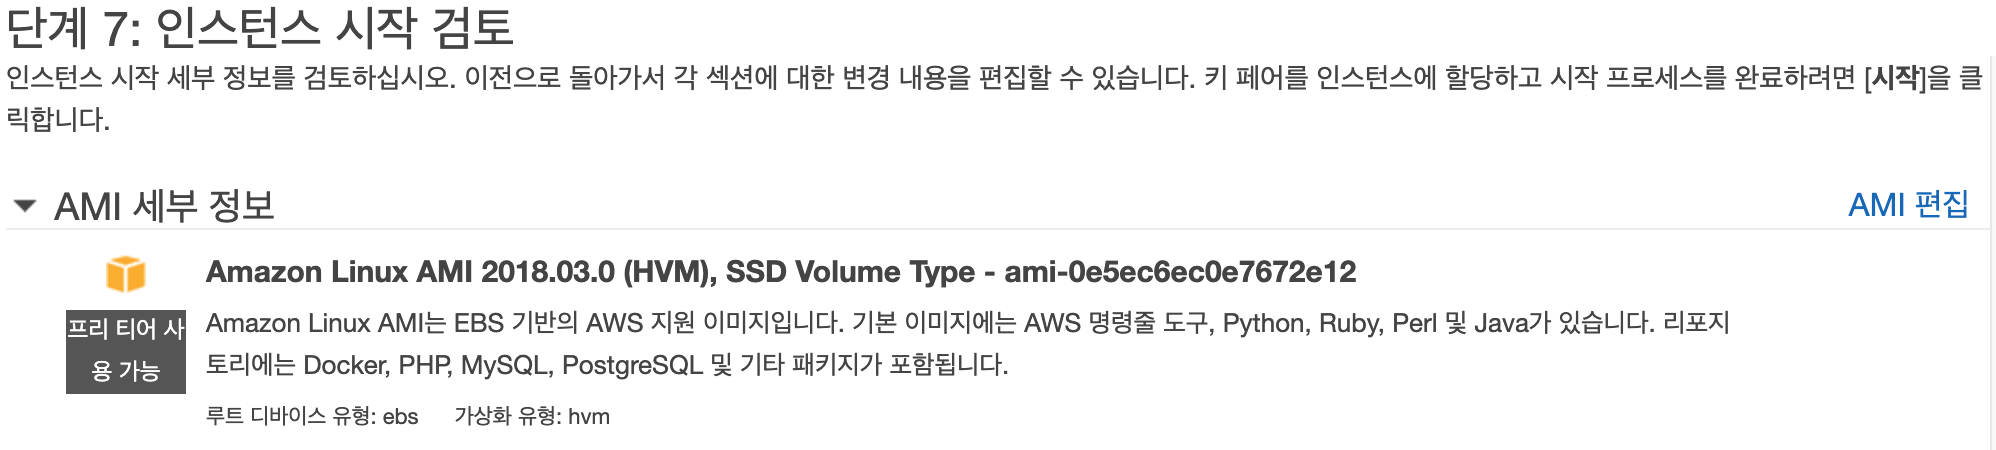 단계 7: 인스턴스 시작 검토
인스턴스 시작 세부 정보를 검토하십시오. 이전으로 돌아가서 각 섹션에 대한 변경 내용을 편집할 수 있습니다. 키 페어를 인스턴스에 할당하고 시작 프로세스를 완료하려면 [시작]을 클
릭합니다.
AMI 세부 정보
AMI 편집
Amazon Linux AMI 2018.03.0 (HVM), SSD Volume Type - ami-0e5ec6ec0e7672e12
프리 티어 사
용 가능
Amazon Linux AMI는 EBS 기반의 AWS 지원 이미지입니다. 기본 이미지에는 AWS 명령줄 도구, Python, Ruby, Perl 및 Java가 있습니다. 리포지
토리에는 Docker, PHP, MySQL, PostgreSQL 및 기타 패키지가 포함됩니다.
루트 디바이스 유형: ebs 가상화 유형: hvm